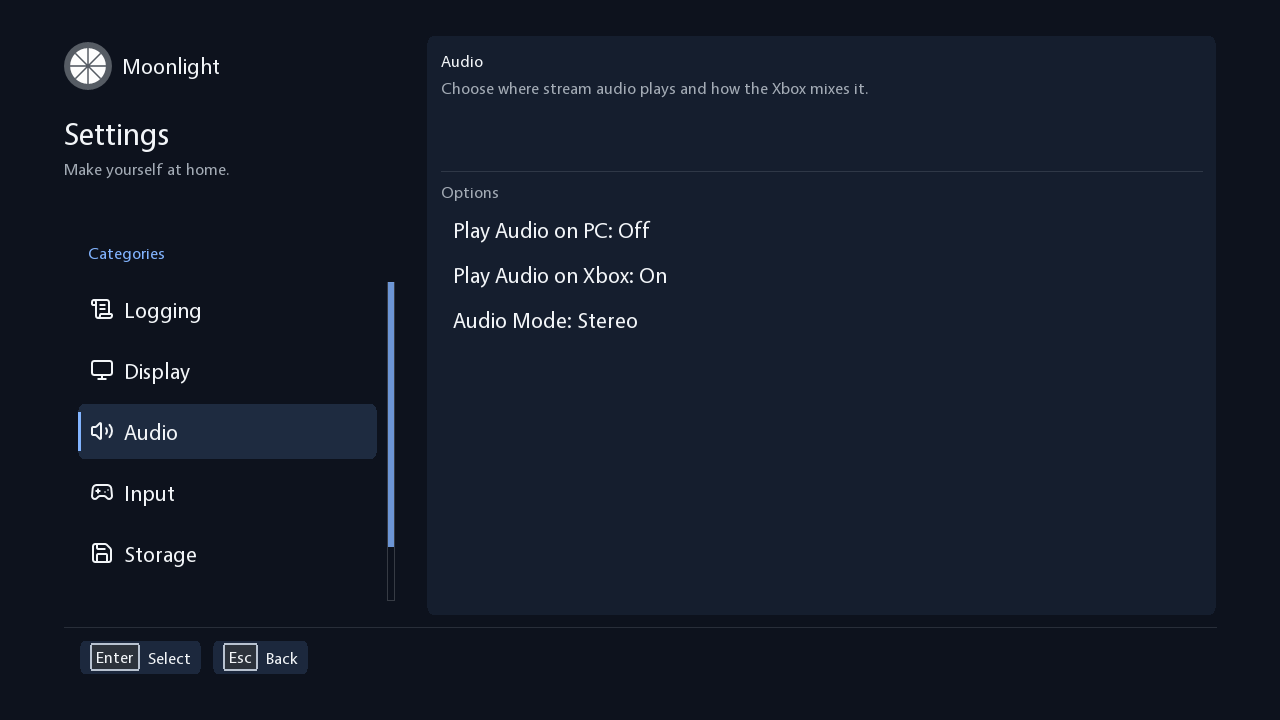 Moonlight
Settings
Make yourself at home.
Categories
Logging
Display
Audio
Input
Storage
Audio
Choose where stream audio plays and how the Xbox mixes it.
Options
Play Audio on PC: Off
Play Audio on Xbox: On
Audio Mode: Stereo
Enter Select
Esc Back